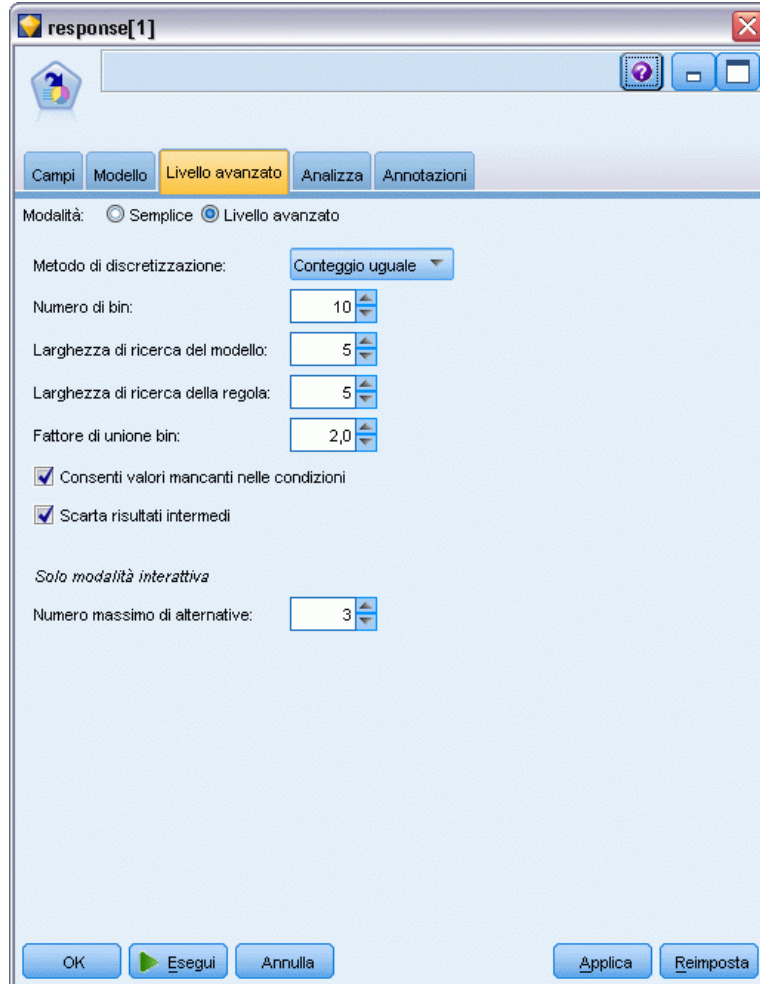 response[1]
Campi Modello Livello avanzato Analizza Annotazioni
Modalità: Semplice Livello avanzato
Metodo di discretizzazione: Conteggio uguale
Numero di bin: 10
Larghezza di ricerca del modello: 5
Larghezza di ricerca della regola: 5
Fattore di unione bin: 2,0
Consenti valori mancanti nelle condizioni
Scarta risultati intermedi
Solo modalità interattiva
Numero massimo di alternative: 3
OK Esegui Annulla Applica Reimposta